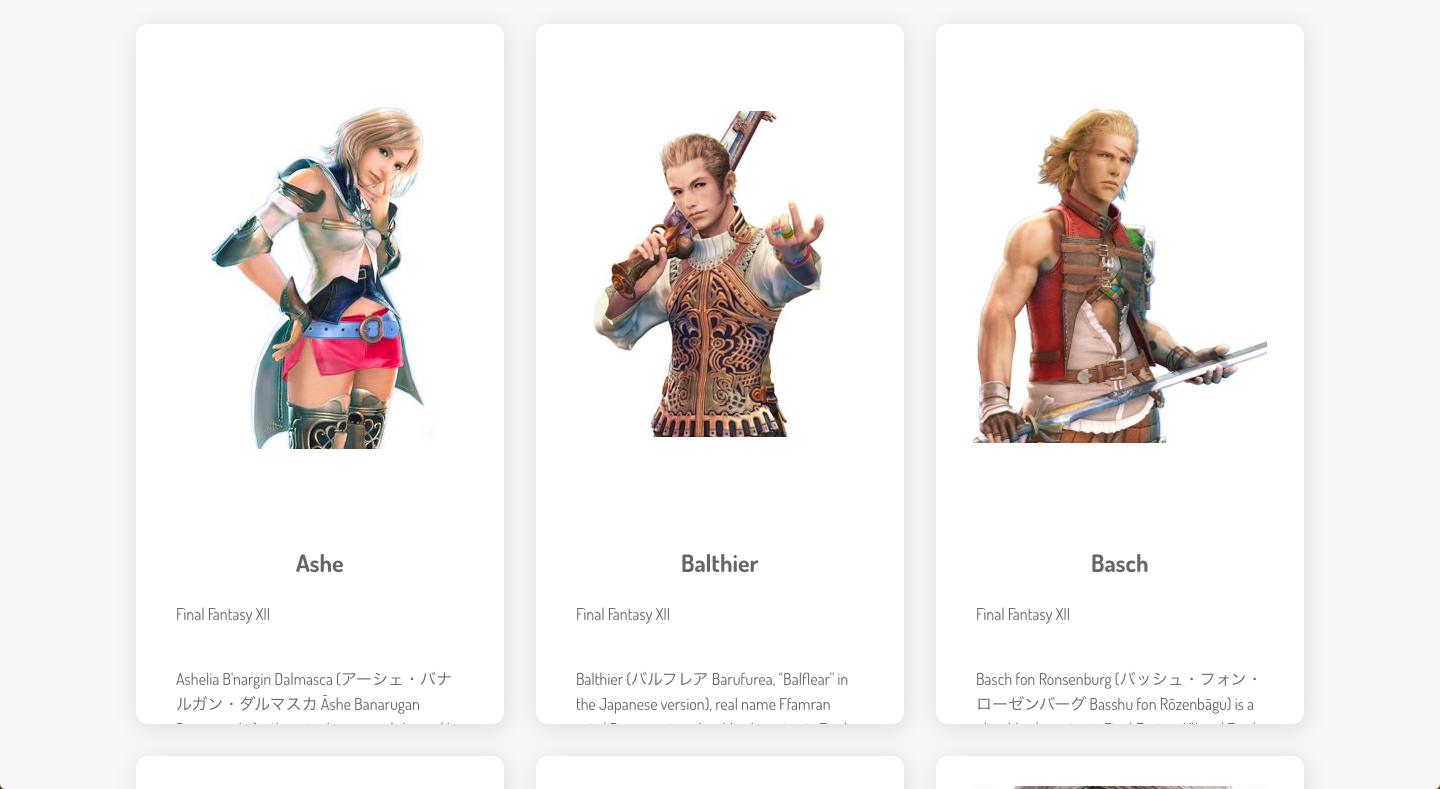 Ashe
Final Fantasy XII
Ashelia B'nargin Dalmasca (アーシェ・バナ
ルガン・ダルマスカ Āshe Banarugan
Balthier
Final Fantasy XII
Balthier (バルフレア Barufurea, "Balflear" in
the Japanese version), real name Ffamran
Basch
Final Fantasy XII
Basch fon Ronsenburg (バッシュ・フォン・
ローゼンバーグ Basshu fon Rōzenbāgu) is a